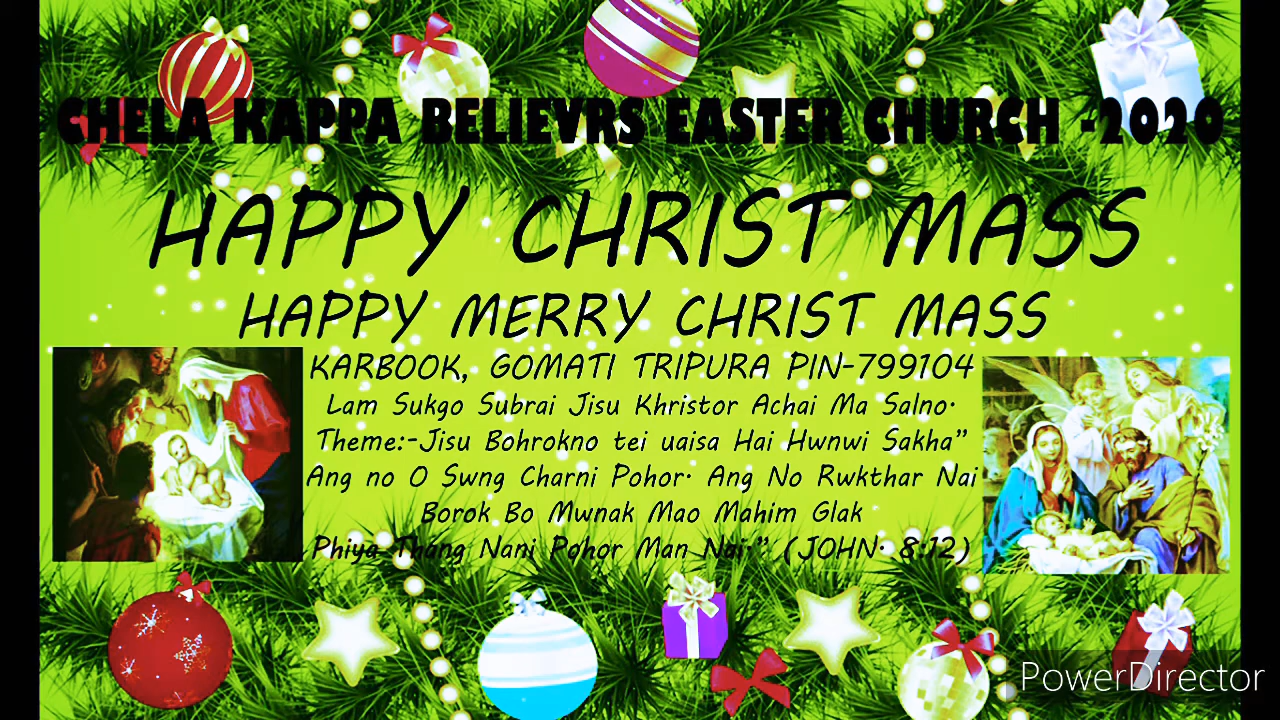 CHELA KAPPA BELIEVRS EASTER CHURCH -2020
HAPPY CHRIST MASS
HAPPY MERRY CHRIST MASS
KARBOOK, GOMATI TRIPURA PIN-799104
Lam Sukgo Subrai Jisu Khristor Achai Ma Salno.
Theme:-Jisu Bohrokno tei uaisa Hai Hwnwi Sakha”
Ang no O Swng Charni Pohor. Ang No Rwkthar Nai
Borok Bo Mwnak Mao Mahim Glak
Phiya Thang Nani Pohor Man Nai.” (JOHN. 8:12)
PowerDirector